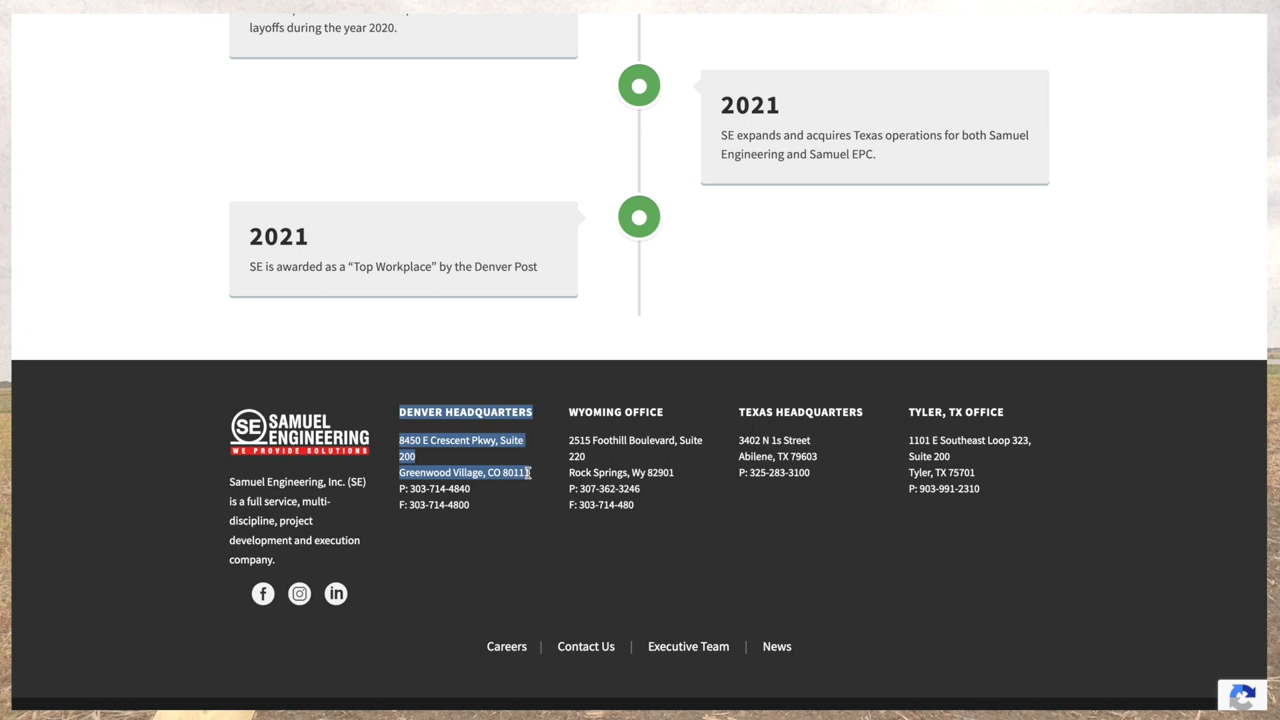 layoffs during the year 2020.
2021
SE expands and acquires Texas operations for both Samuel
Engineering and Samuel EPC.
2021
SE is awarded as a “Top Workplace” by the Denver Post
SE SAMUEL
ENGINEERING
WE PROVIDE SOLUTIONS
Samuel Engineering, Inc. (SE)
is a full service, multi-
discipline, project
development and execution
company.
f
in
DENVER HEADQUARTERS
8450 E Crescent Pkwy, Suite
200
Greenwood Village, CO 80111
P: 303-714-4840
F: 303-714-4800
WYOMING OFFICE
2515 Foothill Boulevard, Suite
220
Rock Springs, Wy 82901
P: 307-362-3246
F: 303-714-480
TEXAS HEADQUARTERS
3402 N 1s Street
Abilene, TX 79603
P: 325-283-3100
TYLER, TX OFFICE
1101 E Southeast Loop 323,
Suite 200
Tyler, TX 75701
P: 903-991-2310
Careers | Contact Us | Executive Team | News